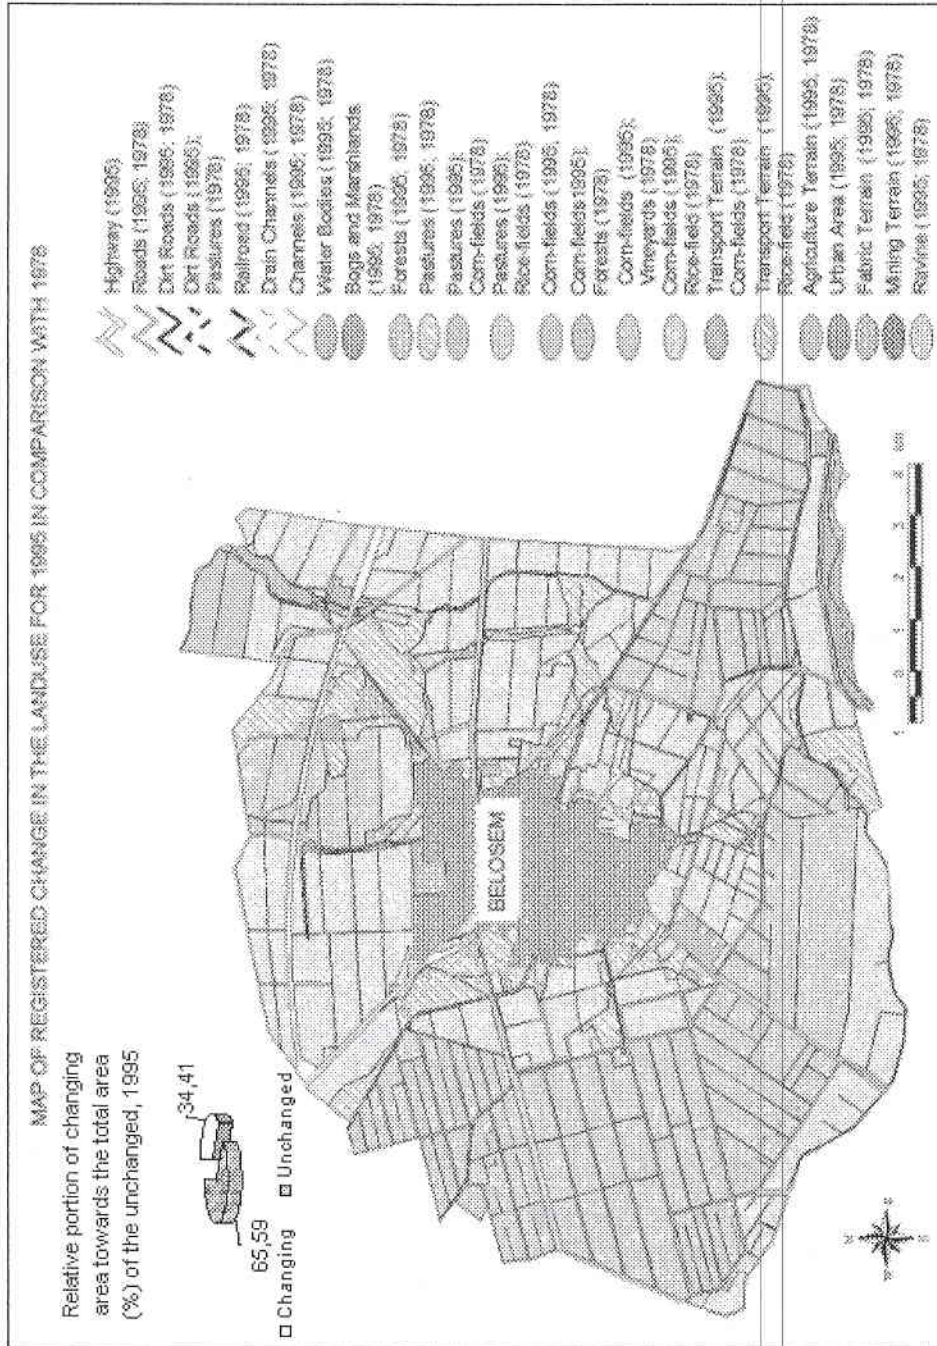 MAP OF REGISTERED CHANGE IN THE LANDUSE FOR 1995 IN COMPARISON WITH 1978
Relative portion of changing
area towards the total area
(%) of the unchanged, 1995
34,41
65,59
Changing
Unchanged
BELOSEM
Highway (1995)
Roads (1995; 1978)
Dirt Roads (1995; 1978)
Dirt Roads (1995);
Pastures (1978)
Railroad (1995; 1978)
Drain Channels (1995; 1978)
Channels (1995; 1978)
Water Bodies (1995; 1978)
Bogs and Marshlands
(1995; 1978)
Forests (1995; 1978)
Pastures (1995; 1978)
Pastures (1995);
Corn-fields (1978)
Pastures (1995);
Rice-fields (1978)
Corn-fields (1995; 1978)
Corn-fields 1995);
Forests (1978)
Corn-fields (1995);
Vineyards (1978)
Corn-fields (1995);
Rice-field (1978)
Transport Terrain (1995);
Corn-fields (1978)
Transport Terrain (1995);
Rice-field (1978)
Agriculture Terrain (1995; 1978)
Urban Area (1995; 1978)
Fabric Terrain (1995; 1978)
Mining Terrain (1995; 1978)
Ravine (1995; 1978)
1 0 1 2 3 4 km